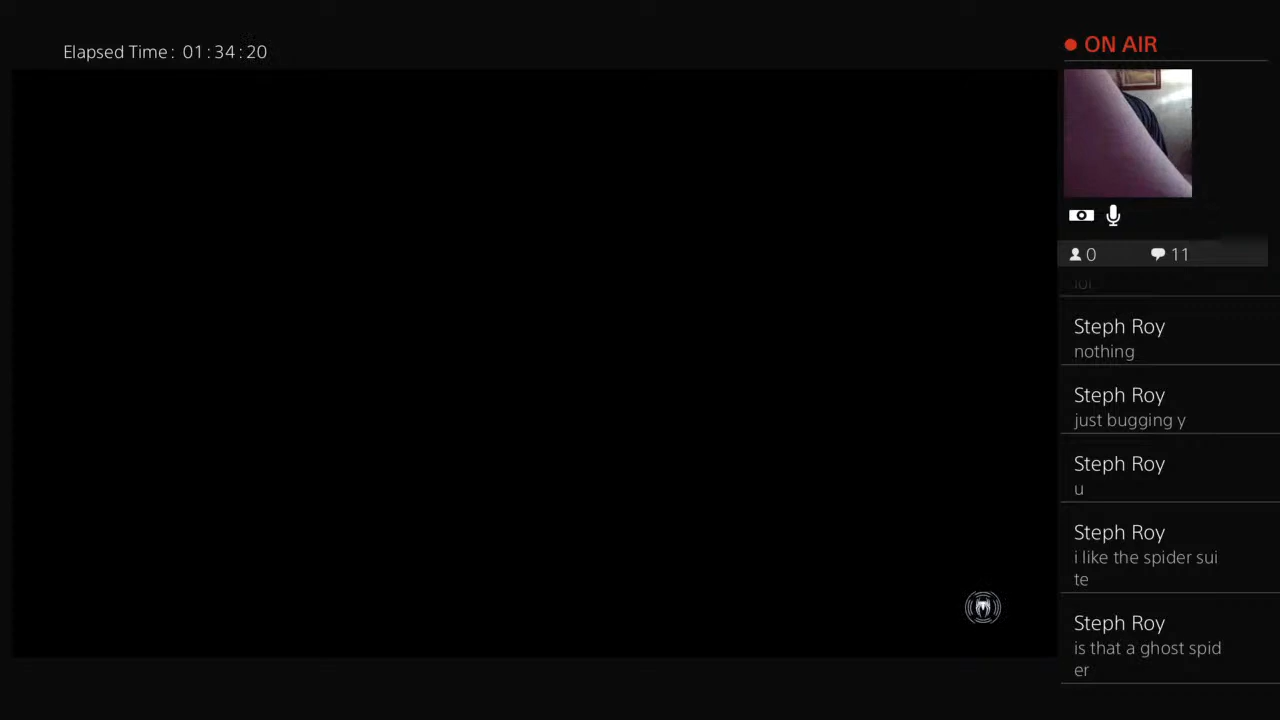 Elapsed Time: 01:34:20
ON AIR
0 11
lol
Steph Roy
nothing
Steph Roy
just bugging y
Steph Roy
u
Steph Roy
i like the spider sui
te
Steph Roy
is that a ghost spid
er